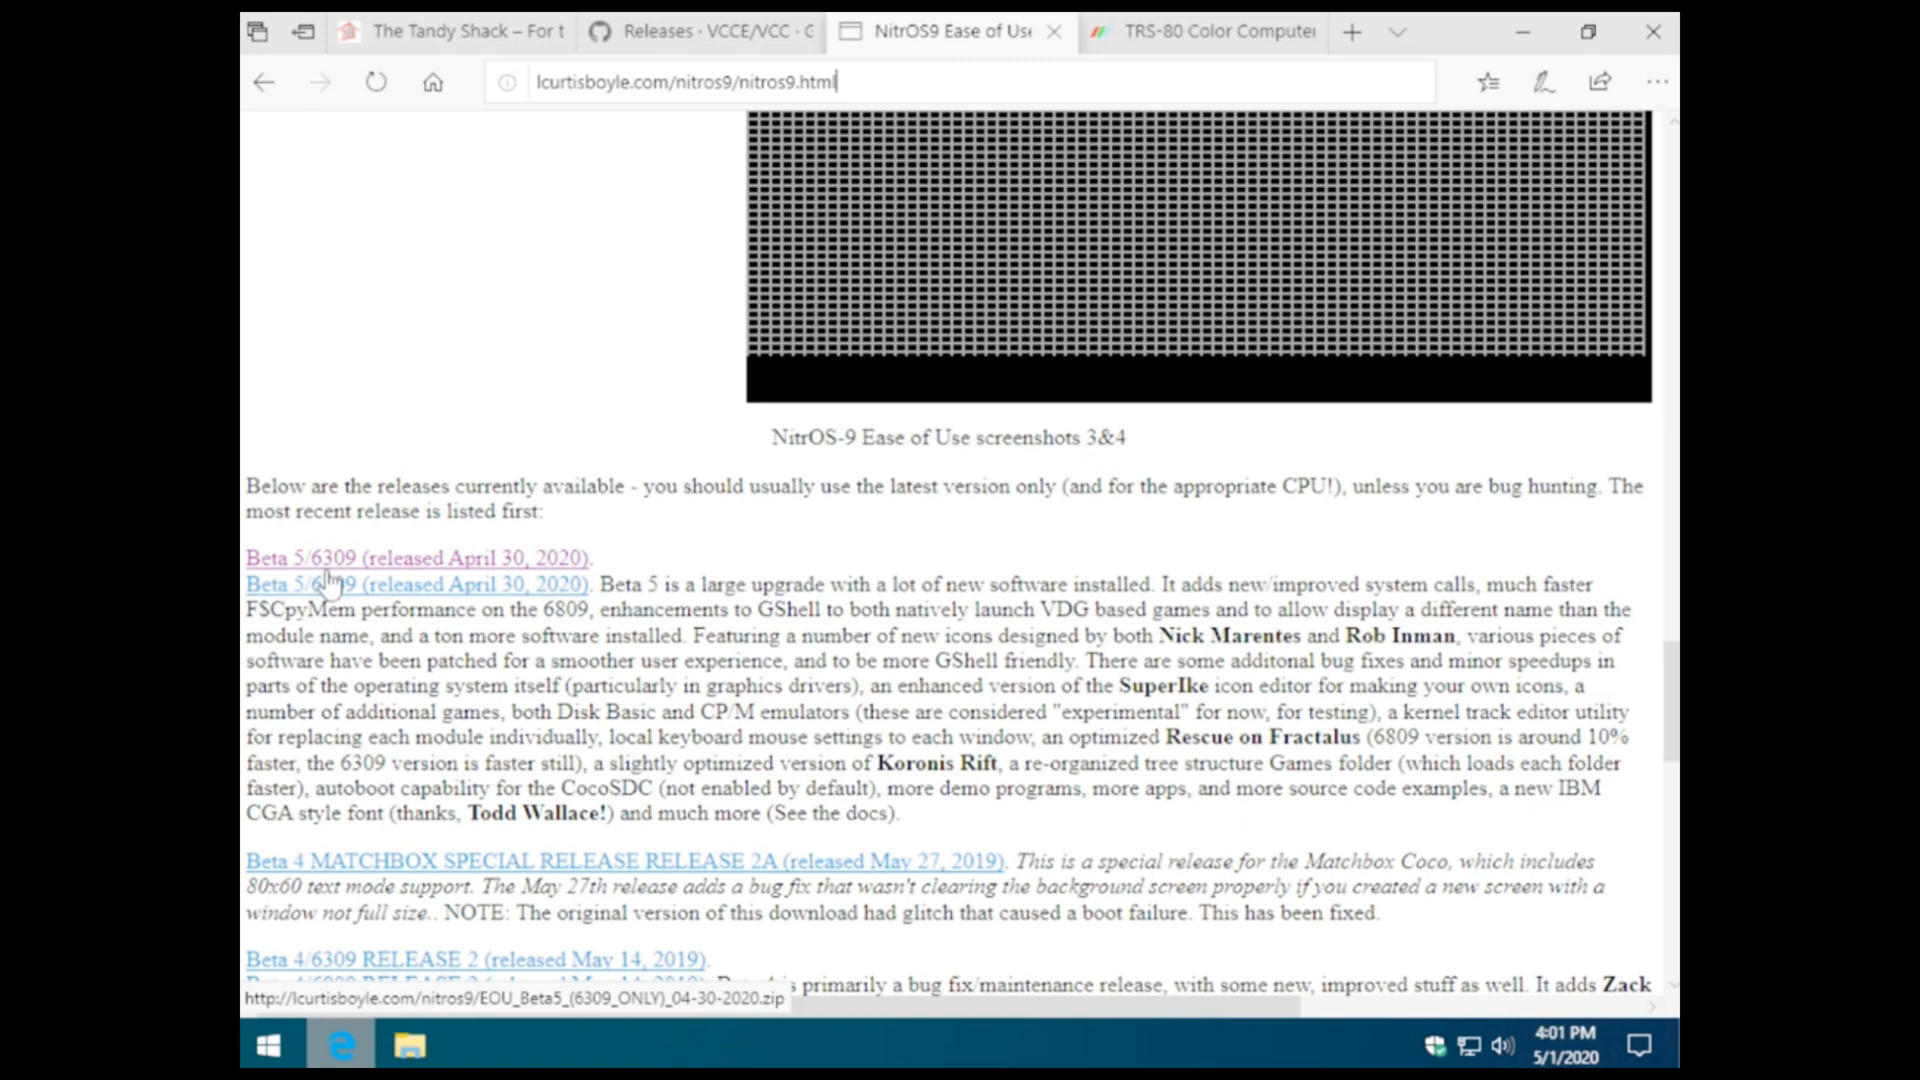 The Tandy Shack – For t
Releases · VCCE/VCC · G
NitrOS9 Ease of Use
TRS-80 Color Computer
lcurtisboyle.com/nitros9/nitros9.html
NitrOS-9 Ease of Use screenshots 3&4
Below are the releases currently available - you should usually use the latest version only (and for the appropriate CPU!), unless you are bug hunting. The
most recent release is listed first:
Beta 5/6309 (released April 30, 2020).
Beta 5/6809 (released April 30, 2020). Beta 5 is a large upgrade with a lot of new software installed. It adds new/improved system calls, much faster
F$CpyMem performance on the 6809, enhancements to GShell to both natively launch VDG based games and to allow display a different name than the
module name, and a ton more software installed. Featuring a number of new icons designed by both Nick Marentes and Rob Inman, various pieces of
software have been patched for a smoother user experience, and to be more GShell friendly. There are some additonal bug fixes and minor speedups in
parts of the operating system itself (particularly in graphics drivers), an enhanced version of the SuperIke icon editor for making your own icons, a
number of additional games, both Disk Basic and CP/M emulators (these are considered "experimental" for now, for testing), a kernel track editor utility
for replacing each module individually, local keyboard mouse settings to each window, an optimized Rescue on Fractalus (6809 version is around 10%
faster, the 6309 version is faster still), a slightly optimized version of Koronis Rift, a re-organized tree structure Games folder (which loads each folder
faster), autoboot capability for the CocoSDC (not enabled by default), more demo programs, more apps, and more source code examples, a new IBM
CGA style font (thanks, Todd Wallace!) and much more (See the docs).
Beta 4 MATCHBOX SPECIAL RELEASE RELEASE 2A (released May 27, 2019). This is a special release for the Matchbox Coco, which includes
80x60 text mode support. The May 27th release adds a bug fix that wasn't clearing the background screen properly if you created a new screen with a
window not full size.. NOTE: The original version of this download had glitch that caused a boot failure. This has been fixed.
Beta 4/6309 RELEASE 2 (released May 14, 2019).
s primarily a bug fix/maintenance release, with some new, improved stuff as well. It adds Zack
http://lcurtisboyle.com/nitros9/EOU_Beta5_(6309_ONLY)_04-30-2020.zip
4:01 PM
5/1/2020